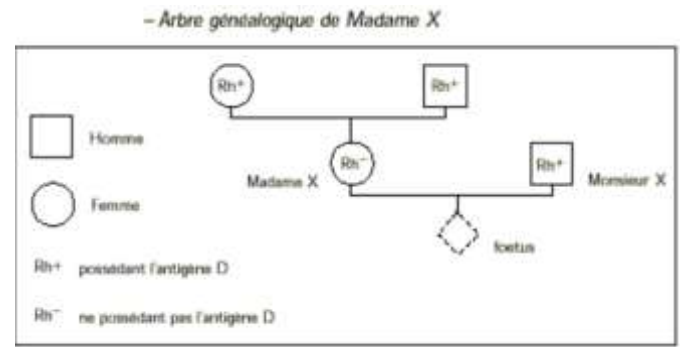 – Arbre généalogique de Madame X
Rh+ Rh+
Homme
Rh− Rh+
Madame X Monsieur X
Femme
foetus
Rh+ possédant l'antigène D
Rh− ne possédant pas l'antigène D